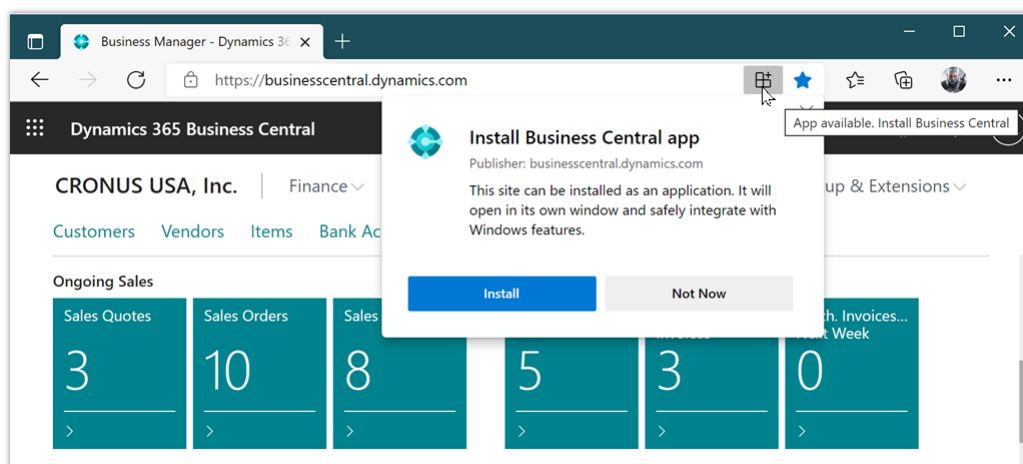 Business Manager - Dynamics 36
https://businesscentral.dynamics.com
App available. Install Business Central
Dynamics 365 Business Central
Install Business Central app
Publisher: businesscentral.dynamics.com
This site can be installed as an application. It will
open in its own window and safely integrate with
Windows features.
Install
Not Now
CRONUS USA, Inc.
Finance
& Extensions
Customers
Vendors
Items
Bank
Ongoing Sales
Sales Quotes
3
Sales Orders
10
Sales
8
5
3
Invoices...
Week
0